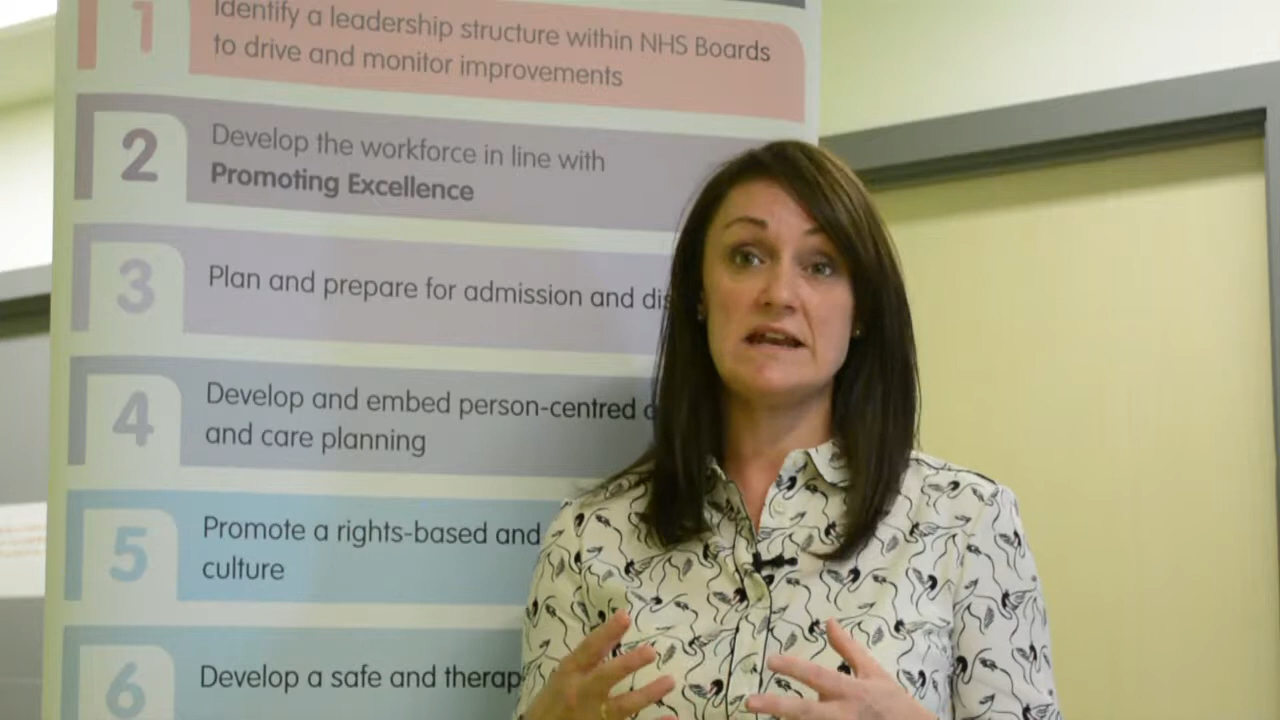 1
Identify a leadership structure within NHS Boards
to drive and monitor improvements
2
Develop the workforce in line with
Promoting Excellence
3
Plan and prepare for admission and
4
Develop and embed person-centred
and care planning
5
Promote a rights-based and
culture
6
Develop a safe and